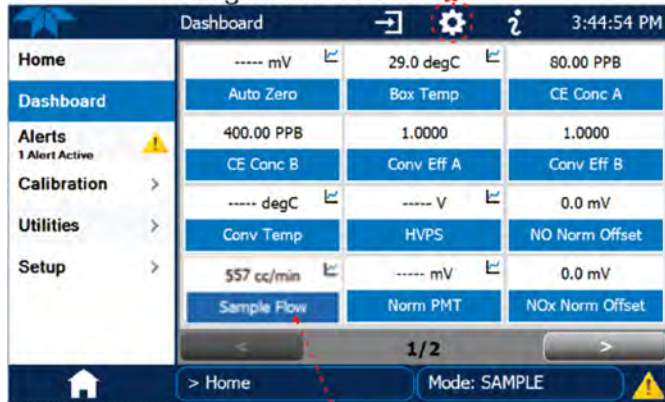 Dashboard 3:44:54 PM
Home
Dashboard
Alerts
1 Alert Active
Calibration >
Utilities >
Setup >
----- mV 29.0 degC 80.00 PPB
Auto Zero Box Temp CE Conc A
400.00 PPB 1.0000 1.0000
CE Conc B Conv Eff A Conv Eff B
----- degC ----- V 0.0 mV
Conv Temp HVPS NO Norm Offset
557 cc/min ----- mV 0.0 mV
Sample Flow Norm PMT NOx Norm Offset
< 1/2 >
> Home Mode: SAMPLE